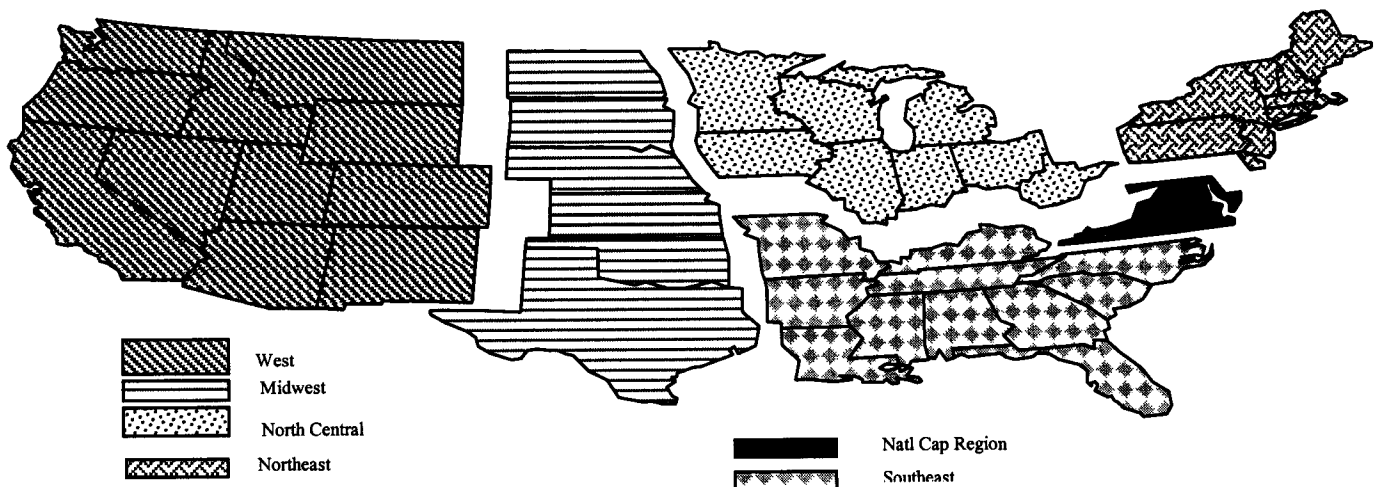 West
Midwest
North Central
Northeast
Natl Cap Region
Southeast